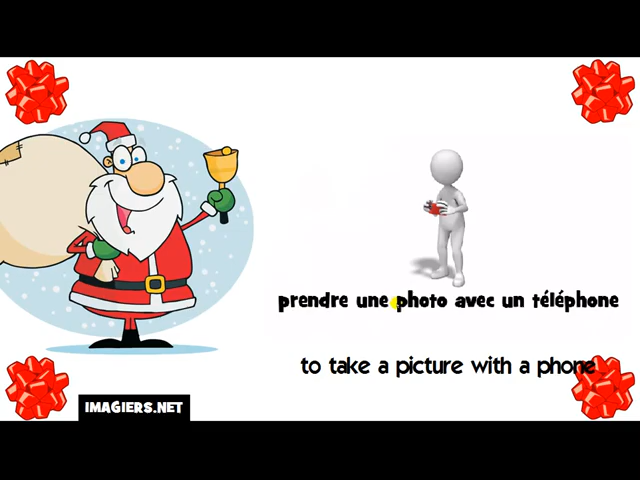 prendre une photo avec un téléphone
to take a picture with a phone
IMAGIERS.NET